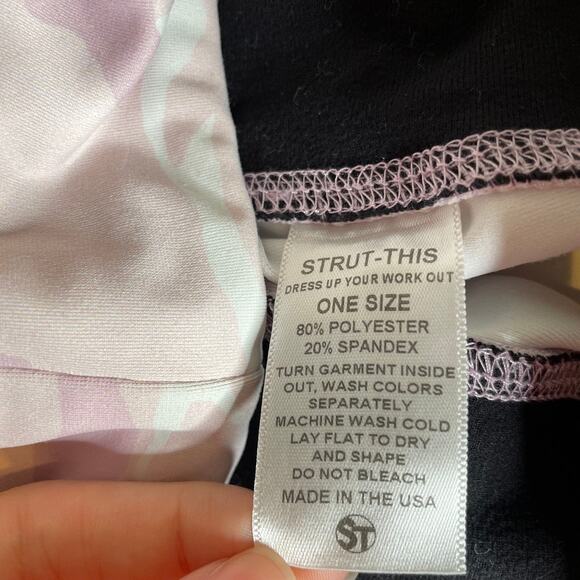 STRUT-THIS
DRESS UP YOUR WORK OUT
ONE SIZE
80% POLYESTER
20% SPANDEX
TURN GARMENT INSIDE
OUT, WASH COLORS
SEPARATELY
MACHINE WASH COLD
LAY FLAT TO DRY
AND SHAPE
DO NOT BLEACH
MADE IN THE USA
ST